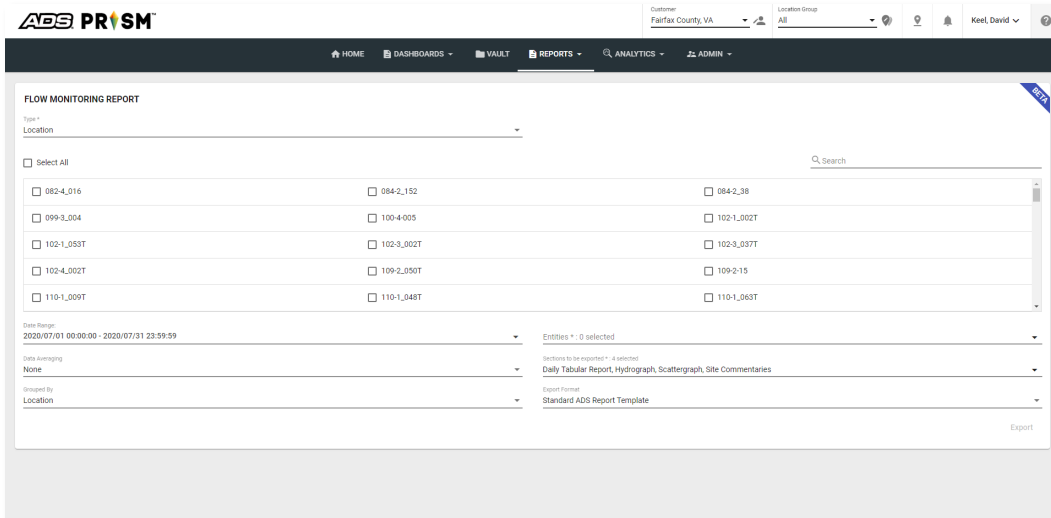 ADS PRISM™
Customer
Fairfax County, VA
Location Group
All
Keel, David
HOME DASHBOARDS VAULT REPORTS ANALYTICS ADMIN
FLOW MONITORING REPORT
BETA
Type *
Location
Select All
Search
082-4_016 084-2_152 084-2_38
099-3_004 100-4-005 102-1_002T
102-1_053T 102-3_002T 102-3_037T
102-4_002T 109-2_050T 109-2-15
110-1_009T 110-1_048T 110-1_063T
Date Range:
2020/07/01 00:00:00 - 2020/07/31 23:59:59
Entities * : 0 selected
Data Averaging
None
Sections to be exported * : 4 selected
Daily Tabular Report, Hydrograph, Scattergraph, Site Commentaries
Grouped By
Location
Export Format
Standard ADS Report Template
Export